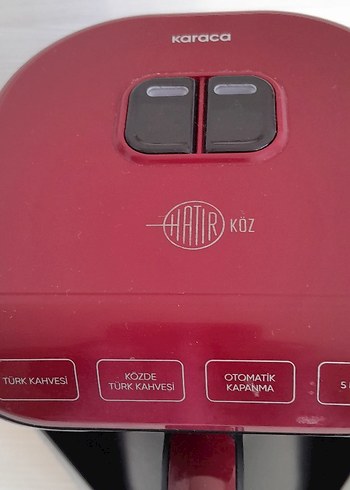 karaca
HATIR KÖZ
TÜRK KAHVESİ
KÖZDE
TÜRK KAHVESİ
OTOMATİK
KAPANMA